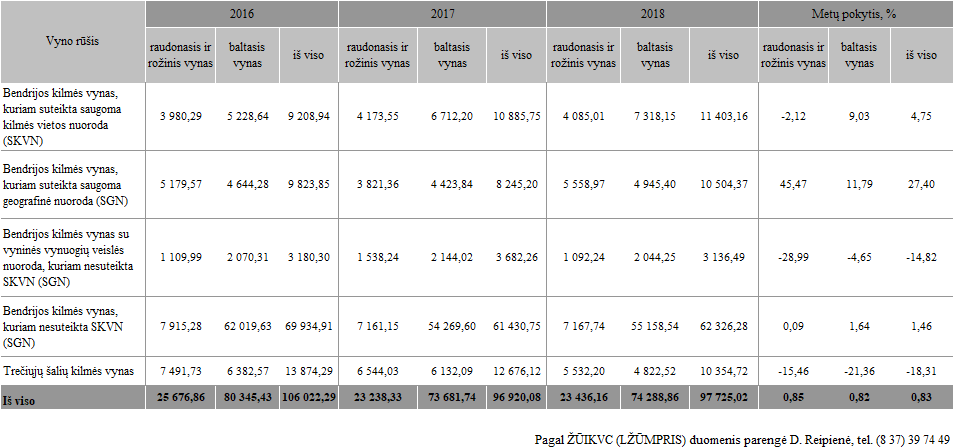 Vyno rūšis 2016 2017 2018 Metų pokytis, %
raudonasis ir rožinis vynas baltasis vynas iš viso raudonasis ir rožinis vynas baltasis vynas iš viso raudonasis ir rožinis vynas baltasis vynas iš viso raudonasis ir rožinis vynas baltasis vynas iš viso
Bendrijos kilmės vynas,
kuriam suteikta saugoma
kilmės vietos nuoroda
(SKVN)
3 980,29 5 228,64 9 208,94 4 173,55 6 712,20 10 885,75 4 085,01 7 318,15 11 403,16 -2,12 9,03 4,75
Bendrijos kilmės vynas,
kuriam suteikta saugoma
geografinė nuoroda (SGN)
5 179,57 4 644,28 9 823,85 3 821,36 4 423,84 8 245,20 5 558,97 4 945,40 10 504,37 45,47 11,79 27,40
Bendrijos kilmės vynas su
vyninės vynuogių veislės
nuoroda, kuriam nesuteikta
SKVN (SGN)
1 109,99 2 070,31 3 180,30 1 538,24 2 144,02 3 682,26 1 092,24 2 044,25 3 136,49 -28,99 -4,65 -14,82
Bendrijos kilmės vynas,
kuriam nesuteikta SKVN
(SGN)
7 915,28 62 019,63 69 934,91 7 161,15 54 269,60 61 430,75 7 167,74 55 158,54 62 326,28 0,09 1,64 1,46
Trečiųjų šalių kilmės vynas 7 491,73 6 382,57 13 874,29 6 544,03 6 132,09 12 676,12 5 532,20 4 822,52 10 354,72 -15,46 -21,36 -18,31
Iš viso 25 676,86 80 345,43 106 022,29 23 238,33 73 681,74 96 920,08 23 436,16 74 288,86 97 725,02 0,85 0,82 0,83
Pagal ŽŪIKVC (LŽŪMPRIS) duomenis parengė D. Reipienė, tel. (8 37) 39 74 49